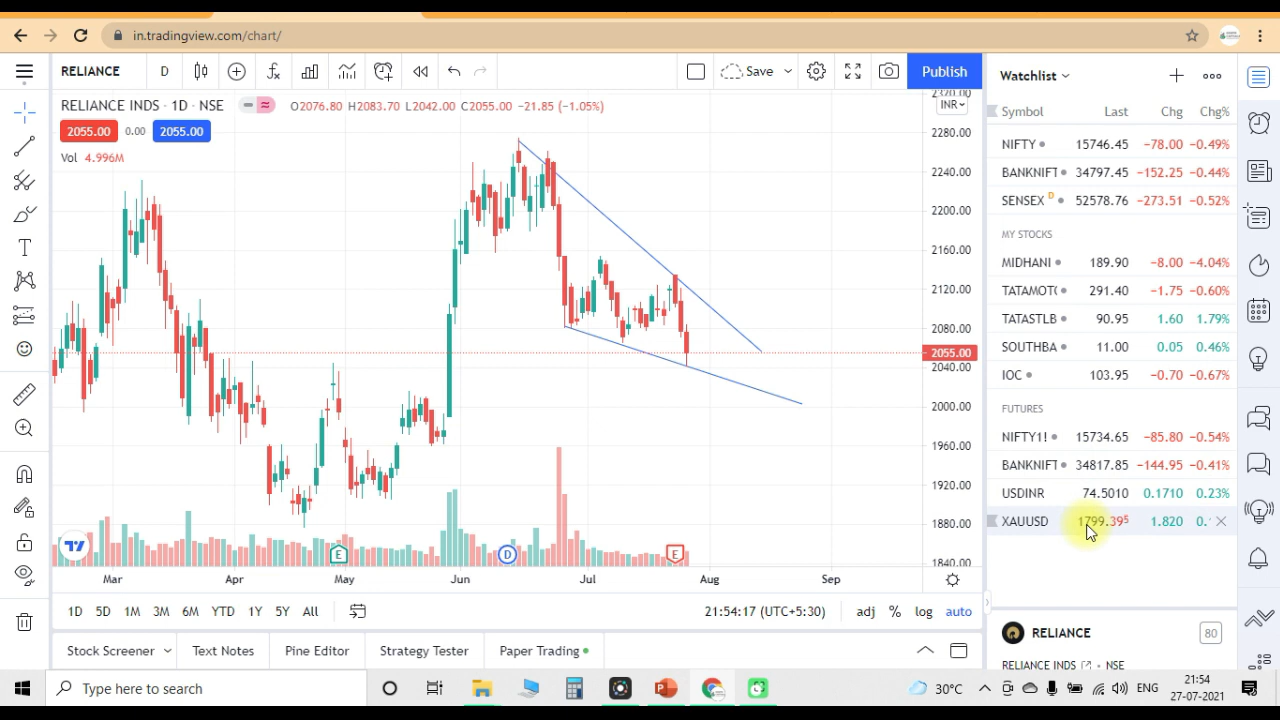 in.tradingview.com/chart/
RELIANCE D Save Publish
RELIANCE INDS · 1D · NSE O2076.80 H2083.70 L2042.00 C2055.00 −21.85 (−1.05%)
2055.00 0.00 2055.00
Vol 4.996M
2320.00
INR
2280.00
2240.00
2200.00
2160.00
2120.00
2080.00
2055.00
2040.00
2000.00
1960.00
1920.00
1880.00
1840.00
E D E
Mar Apr May Jun Jul Aug Sep
1D 5D 1M 3M 6M YTD 1Y 5Y All 21:54:17 (UTC+5:30) adj % log auto
Stock Screener Text Notes Pine Editor Strategy Tester Paper Trading
Watchlist
Symbol Last Chg Chg%
NIFTY 15746.45 −78.00 −0.49%
BANKNIFT 34797.45 −152.25 −0.44%
SENSEX D 52578.76 −273.51 −0.52%
MY STOCKS
MIDHANI 189.90 −8.00 −4.04%
TATAMOT 291.40 −1.75 −0.60%
TATASTLB 90.95 1.60 1.79%
SOUTHBA 11.00 0.05 0.46%
IOC 103.95 −0.70 −0.67%
FUTURES
NIFTY1! 15734.65 −85.80 −0.54%
BANKNIFT 34817.85 −144.95 −0.41%
USDINR 74.5010 0.1710 0.23%
XAUUSD 1799.395 1.820 0.
RELIANCE 80
RELIANCE INDS NSE
Type here to search 30°C ENG 21:54
27-07-2021